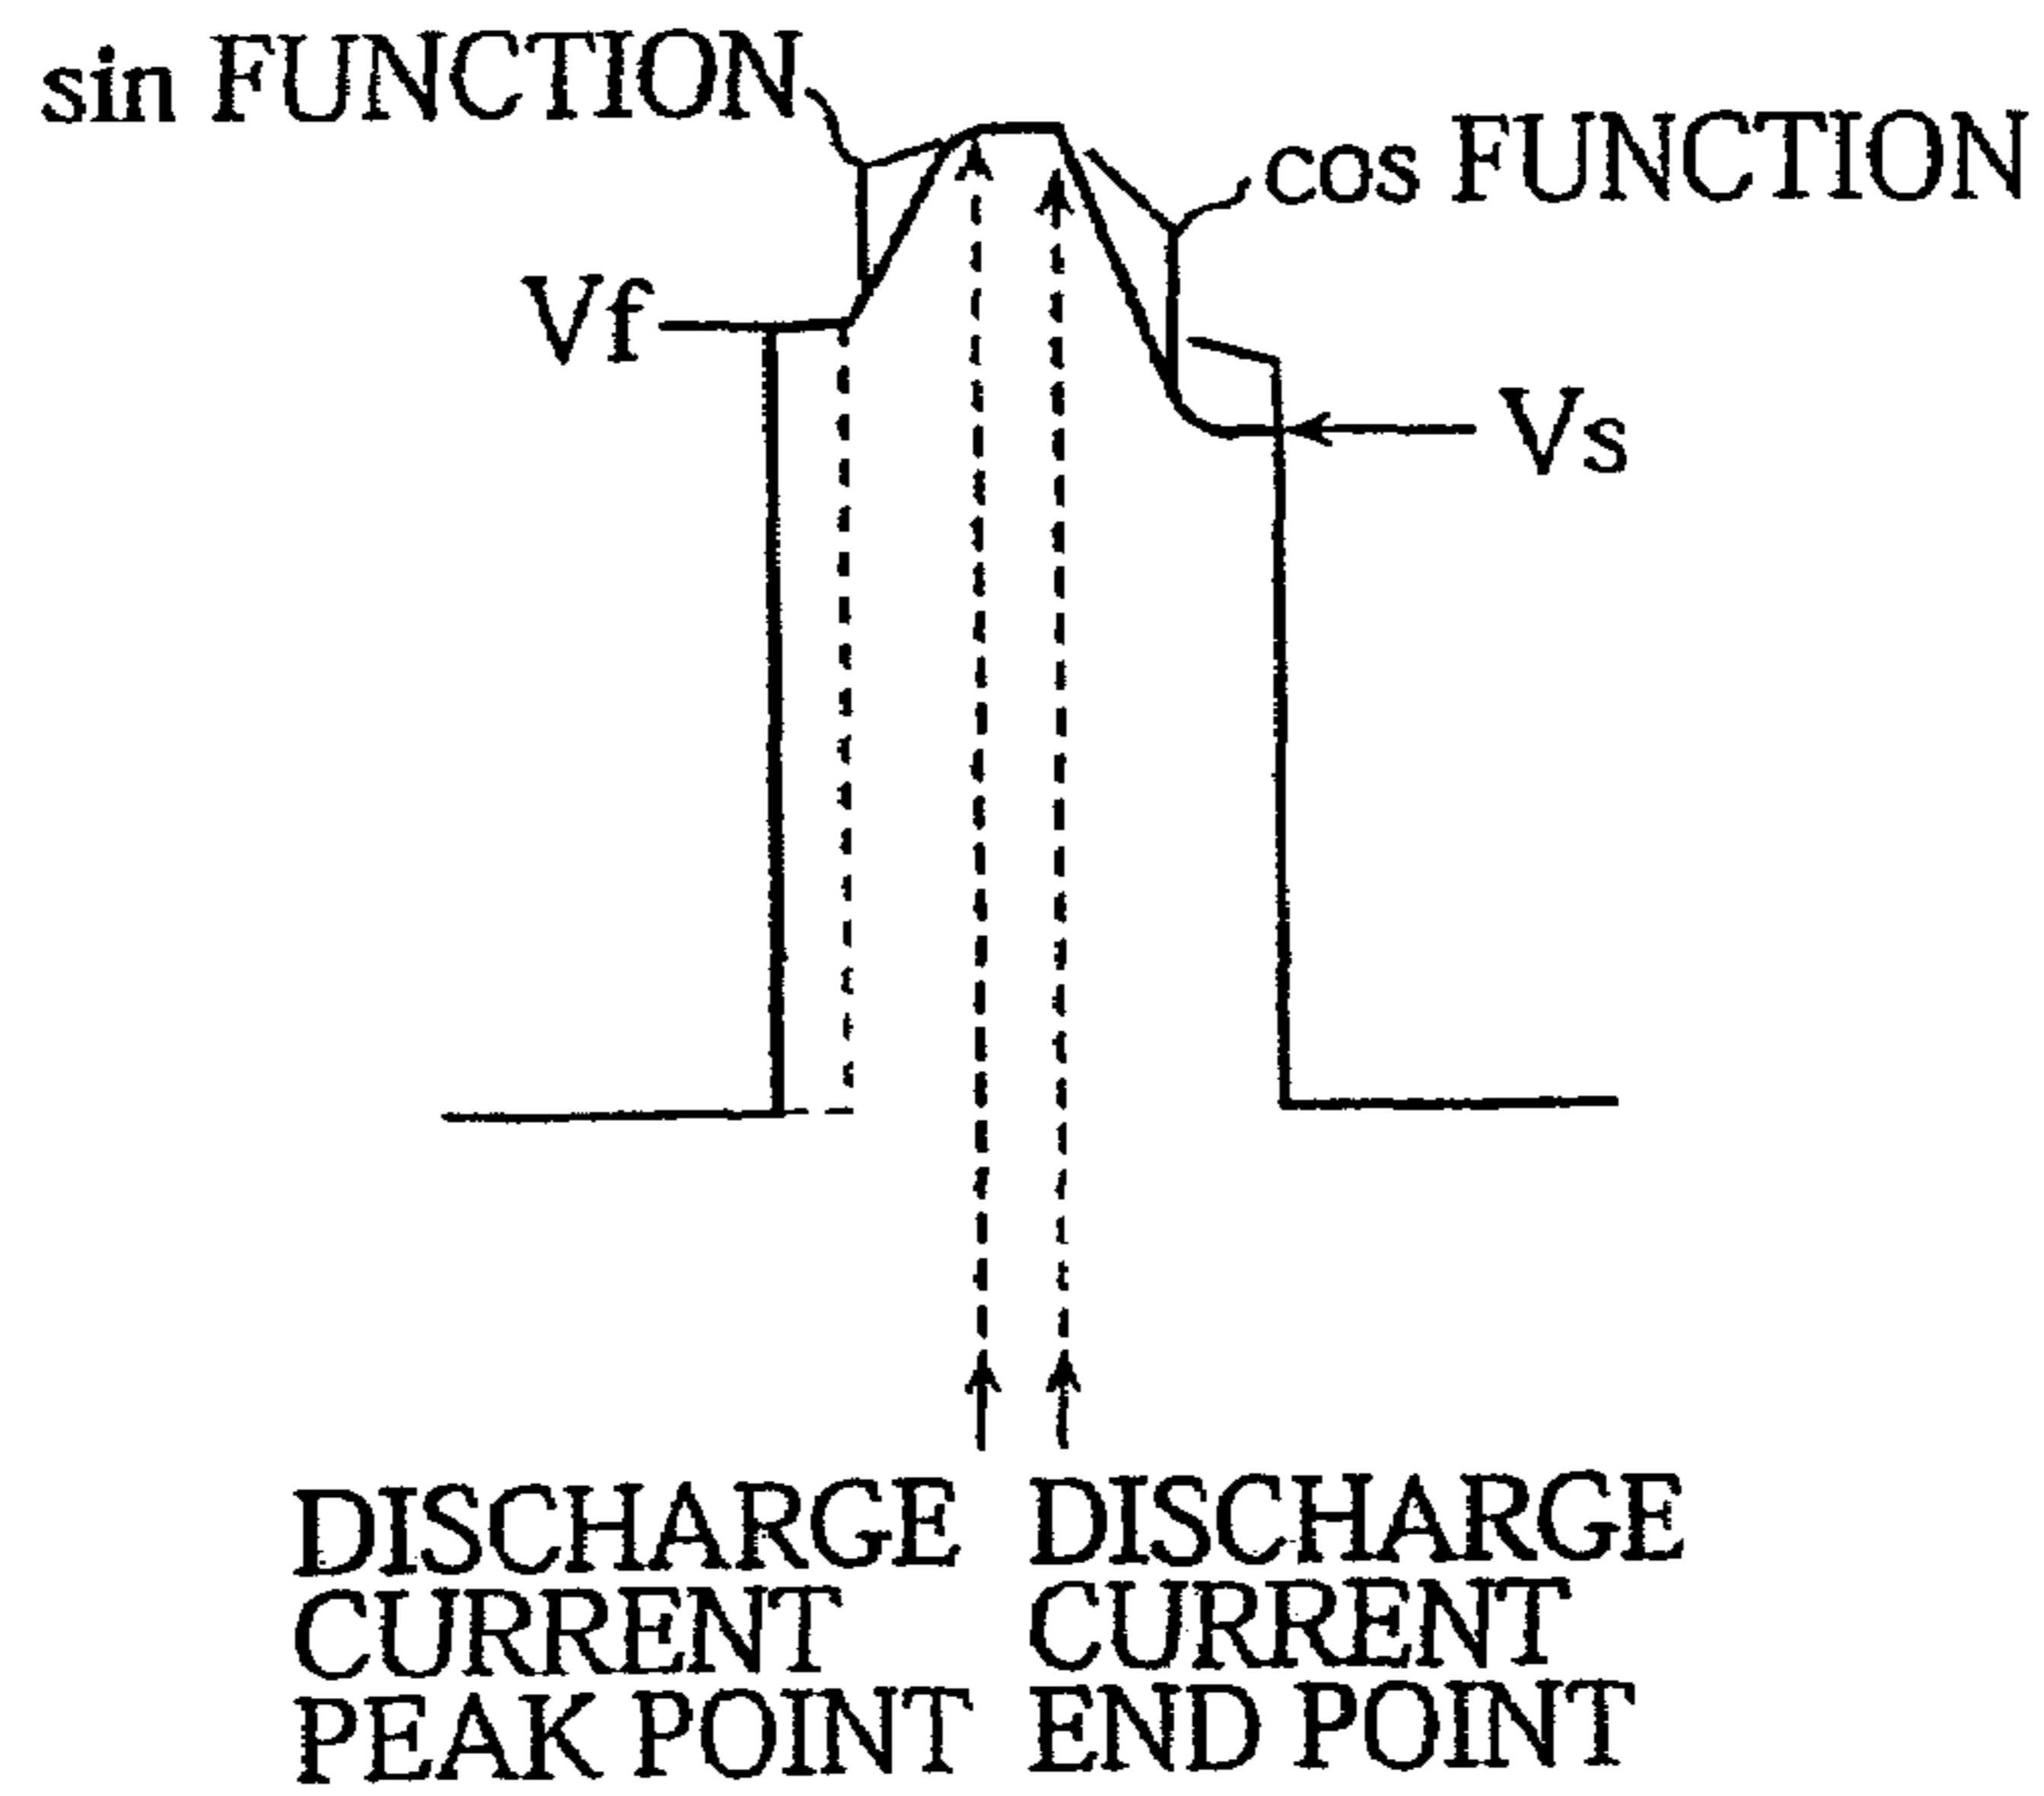 sin FUNCTION
cos FUNCTION
Vf
Vs
DISCHARGE
CURRENT
PEAK POINT
DISCHARGE
CURRENT
END POINT